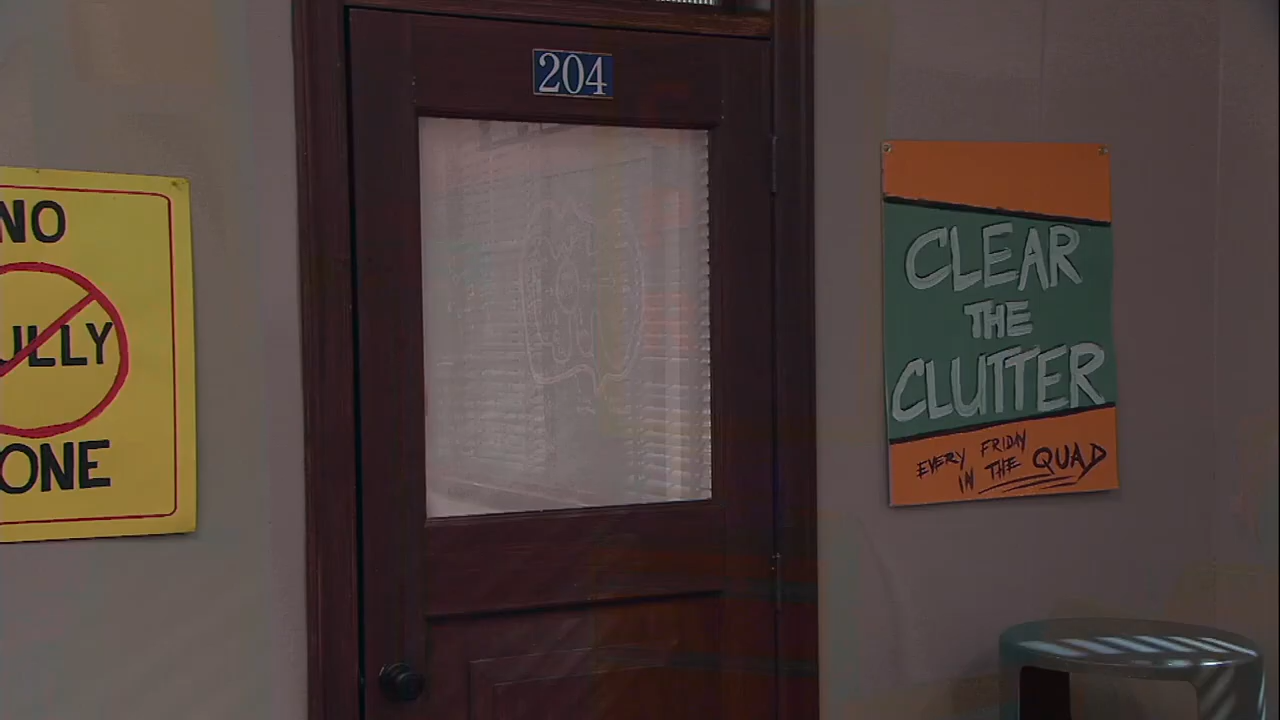 204
NO
ULLY
ONE
CLEAR
THE
CLUTTER
EVERY FRIDAY
IN THE QUAD